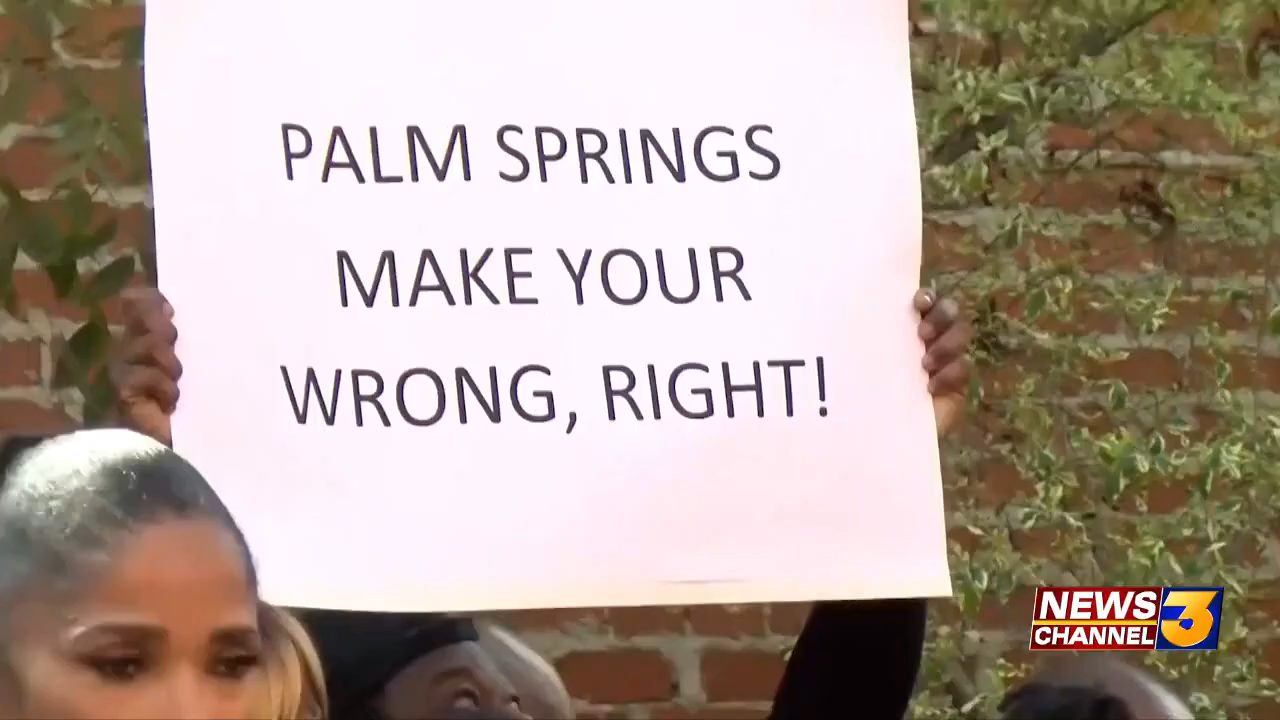 PALM SPRINGS
MAKE YOUR
WRONG, RIGHT!
NEWS
CHANNEL 3